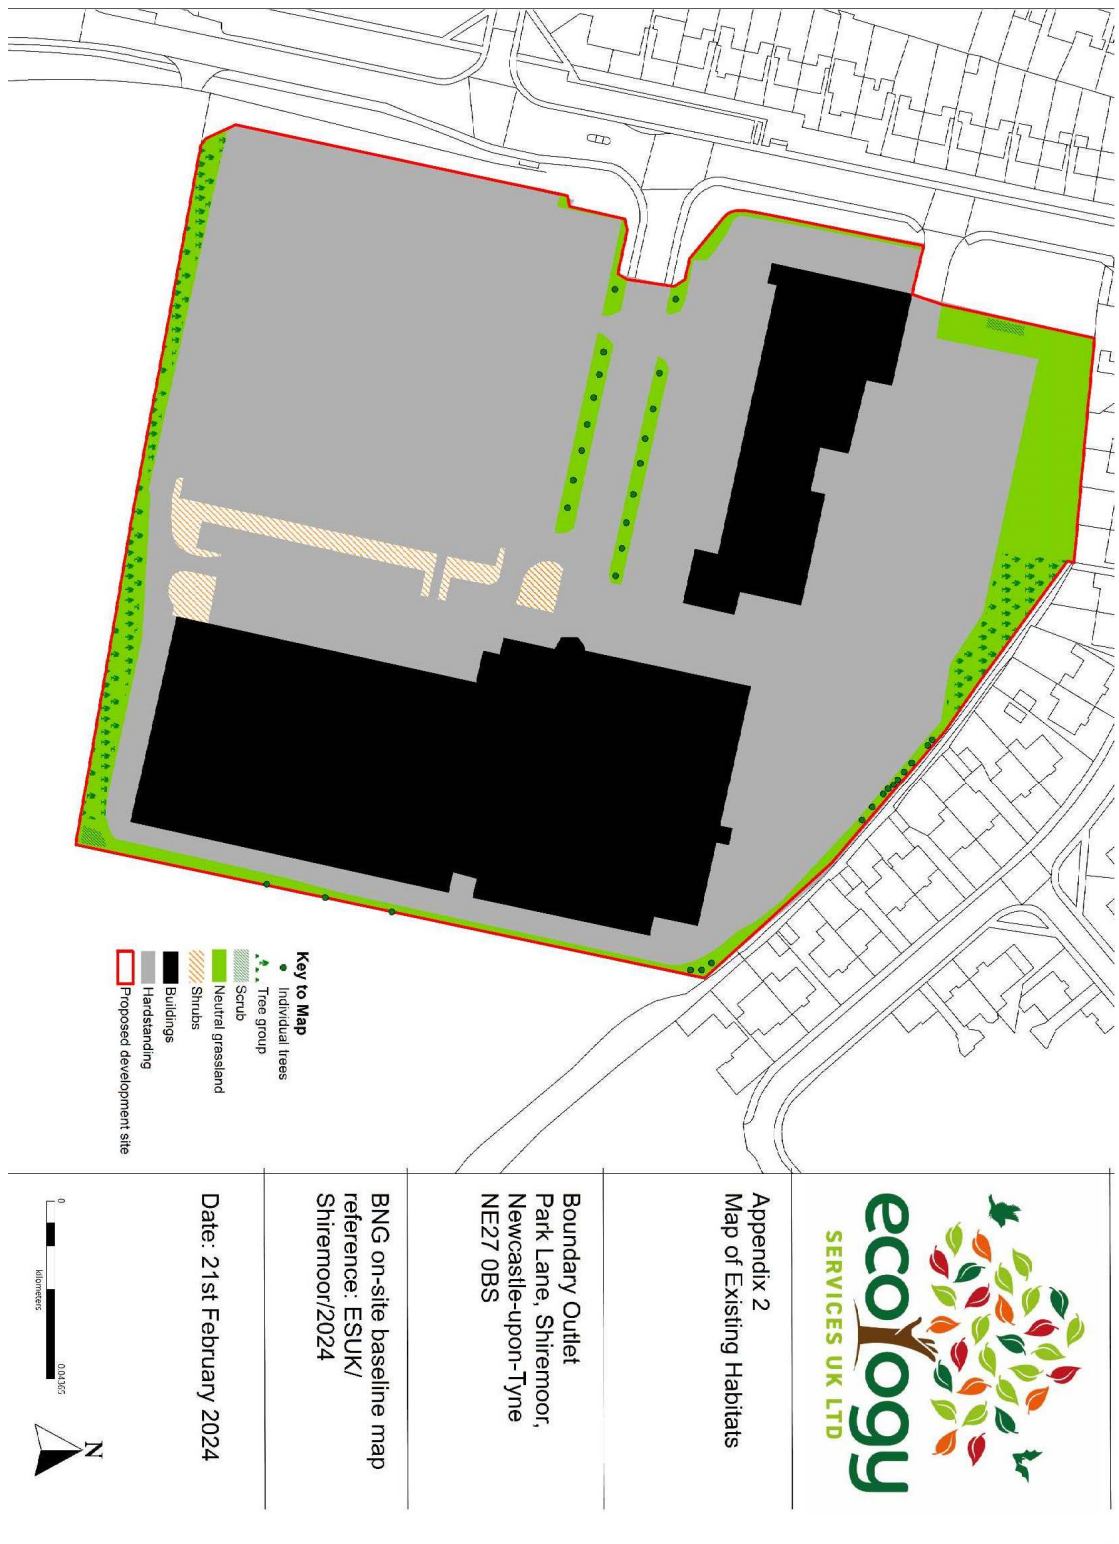 Key to Map
Individual trees
Tree group
Scrub
Neutral grassland
Shrubs
Buildings
Hardstanding
Proposed development site
ecology
SERVICES UK LTD
Appendix 2
Map of Existing Habitats
Boundary Outlet
Park Lane, Shiremoor,
Newcastle-upon-Tyne
NE27 0BS
BNG on-site baseline map
reference: ESUK/
Shiremoor/2024
Date: 21st February 2024
0
0.04365
kilometers
N